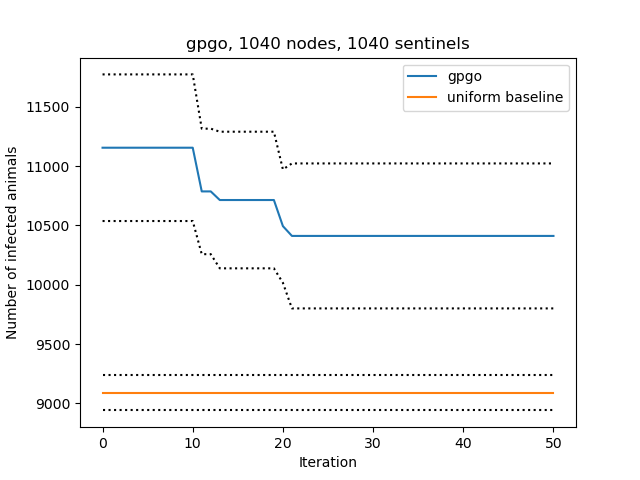 gpgo, 1040 nodes, 1040 sentinels
gpgo
uniform baseline
Number of infected animals
11500
11000
10500
10000
9500
9000
0 10 20 30 40 50
Iteration